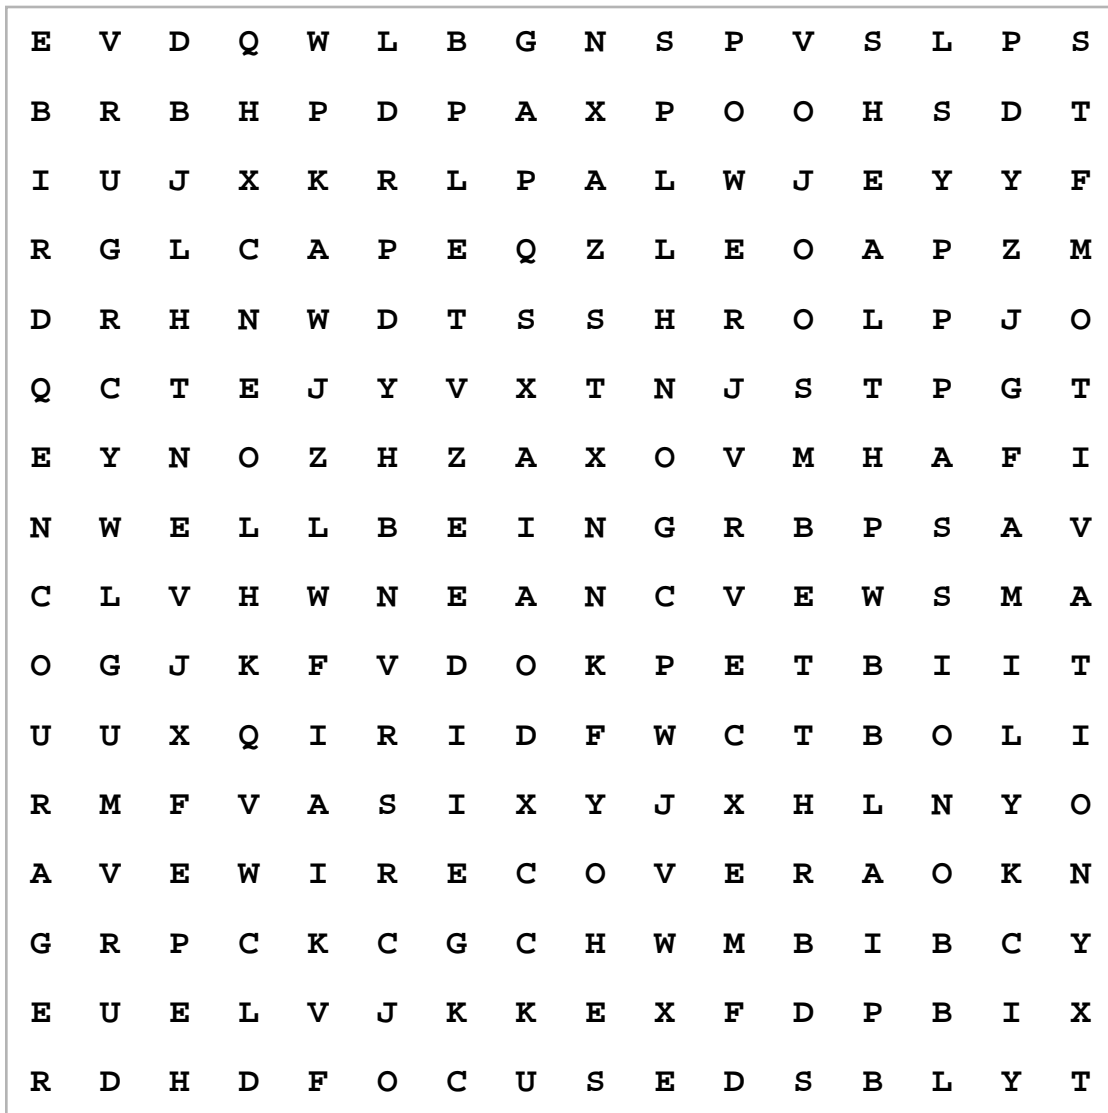 E V D Q W L B G N S P V S L P S
B R B H P D P A X P O O H S D T
I U J X K R L P A L W J E Y Y F
R G L C A P E Q Z L E O A P Z M
D R H N W D T S S H R O L P J O
Q C T E J Y V X T N J S T P G T
E Y N O Z H Z A X O V M H A F I
N W E L L B E I N G R B P S A V
C L V H W N E A N C V E W S M A
O G J K F V D O K P E T B I I T
U U X Q I R I D F W C T B O L I
R M F V A S I X Y J X H L N Y O
A V E W I R E C O V E R A O K N
G R P C K C G C H W M B I B C Y
E U E L V J K K E X F D P B I X
R D H D F O C U S E D S B L Y T